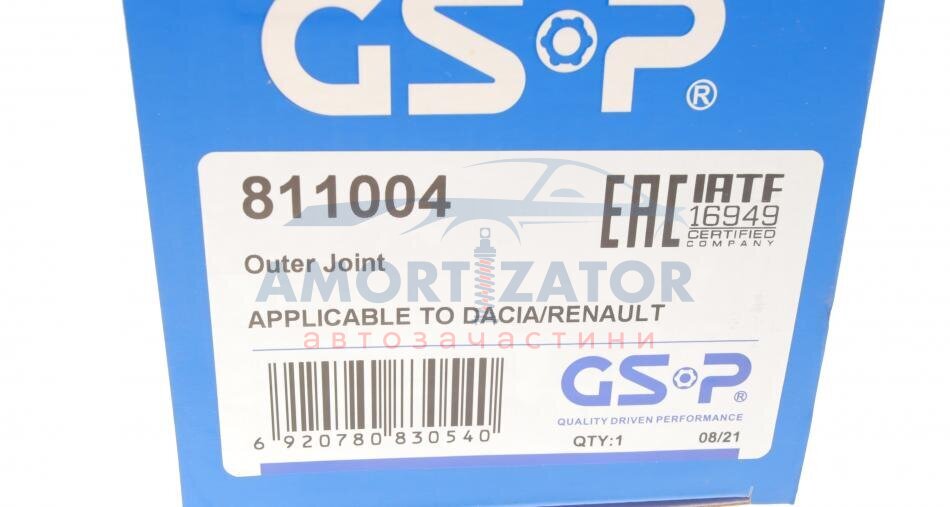 GSP®
811004
EAC
IATF
16949
CERTIFIED
COMPANY
Outer Joint
AMORTIZATOR
APPLICABLE TO DACIA/RENAULT
автозапчастини
GSP®
QUALITY DRIVEN PERFORMANCE
6 920780 830540
QTY:1
08/21